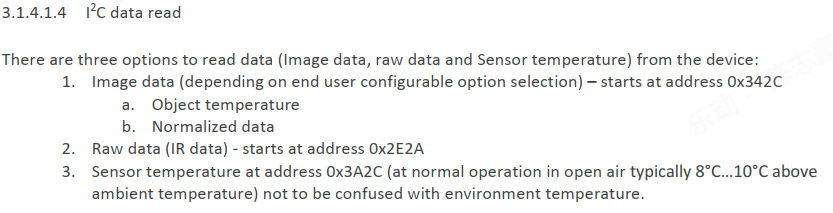 3.1.4.1.4 I²C data read
There are three options to read data (Image data, raw data and Sensor temperature) from the device:
1. Image data (depending on end user configurable option selection) – starts at address 0x342C
a. Object temperature
b. Normalized data
2. Raw data (IR data) - starts at address 0x2E2A
3. Sensor temperature at address 0x3A2C (at normal operation in open air typically 8°C...10°C above
ambient temperature) not to be confused with environment temperature.